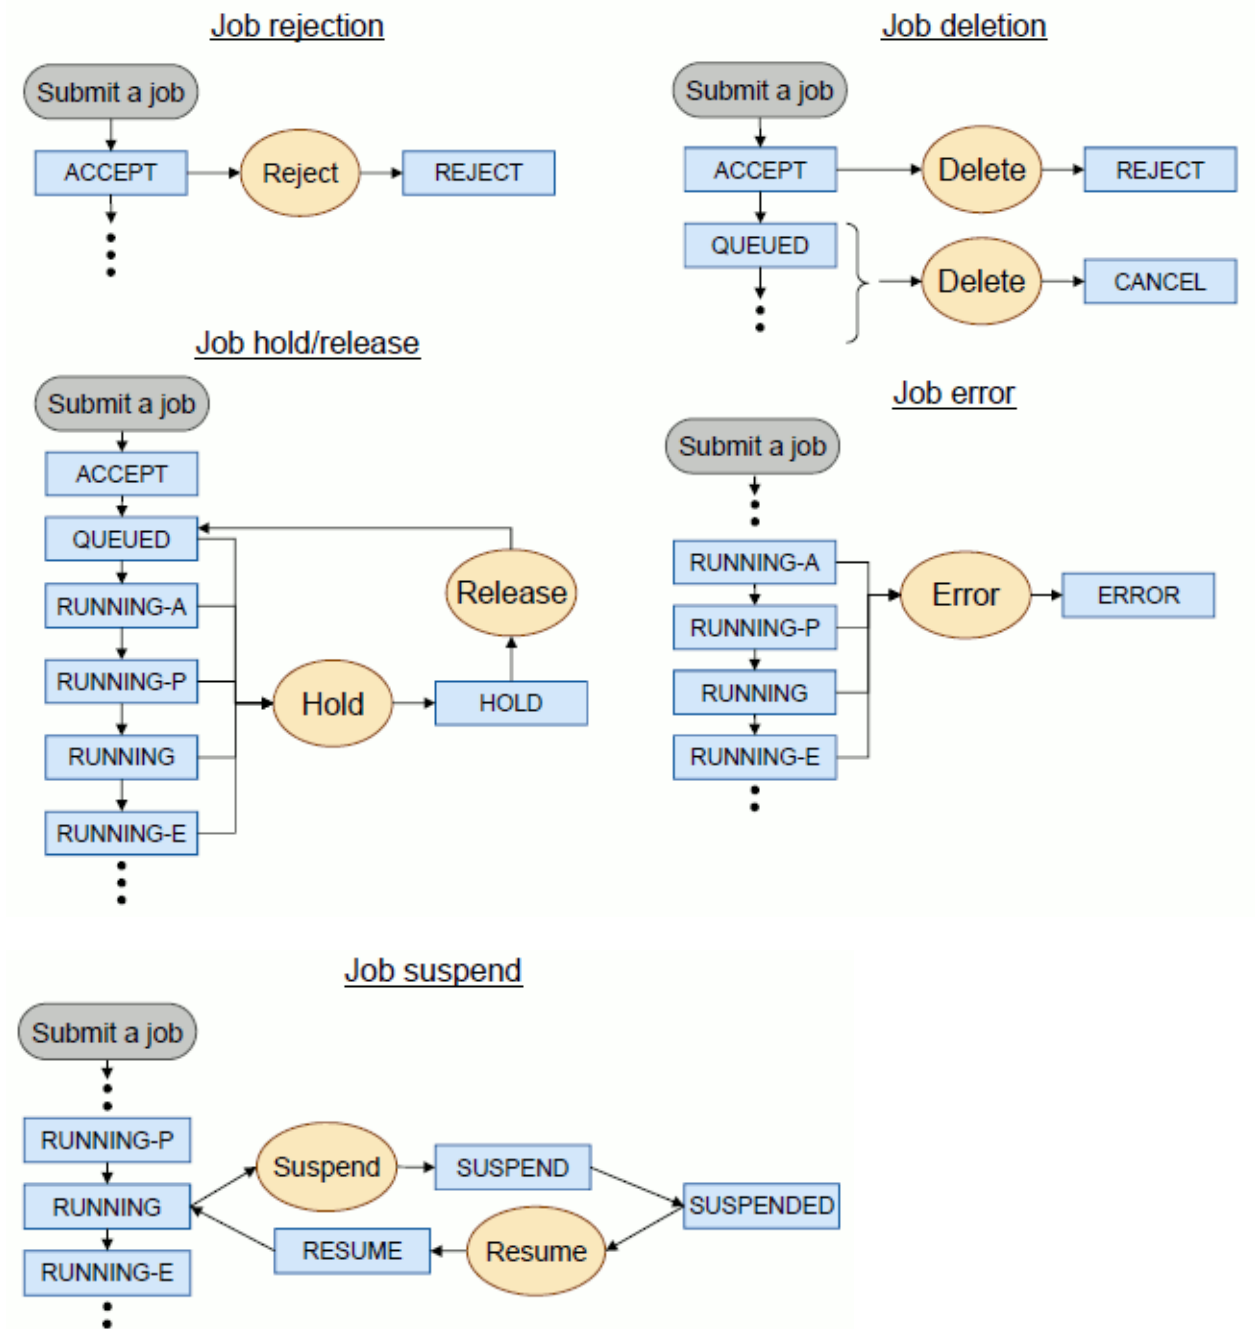 Job rejection
Submit a job
ACCEPT
Reject
REJECT
Job deletion
Submit a job
ACCEPT
Delete
REJECT
QUEUED
Delete
CANCEL
Job hold/release
Submit a job
ACCEPT
QUEUED
RUNNING-A
RUNNING-P
RUNNING
RUNNING-E
Hold
HOLD
Release
Job error
Submit a job
RUNNING-A
RUNNING-P
RUNNING
RUNNING-E
Error
ERROR
Job suspend
Submit a job
RUNNING-P
RUNNING
RUNNING-E
Suspend
SUSPEND
SUSPENDED
Resume
RESUME